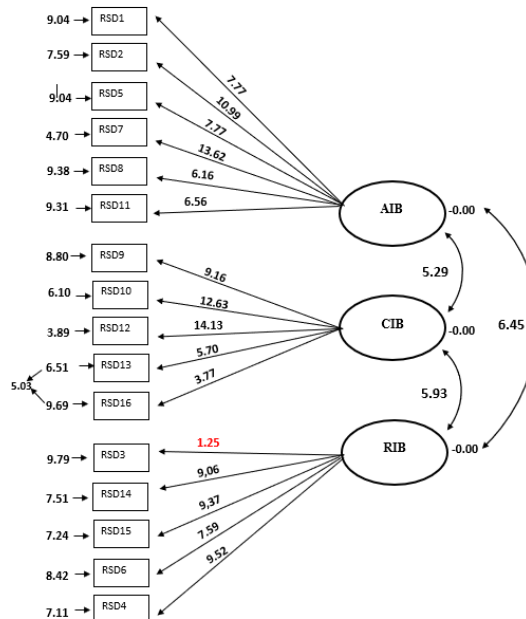 9.04 RSD1
7.59 RSD2
9.04 RSD5
4.70 RSD7
9.38 RSD8
9.31 RSD11
7.77
10.99
7.77
13.62
6.16
6.56
AIB -0.00
8.80 RSD9
6.10 RSD10
3.89 RSD12
6.51 RSD13
5.03
9.69 RSD16
9.16
12.63
14.13
5.70
3.77
CIB -0.00
5.29
6.45
5.93
9.79 RSD3
7.51 RSD14
7.24 RSD15
8.42 RSD6
7.11 RSD4
1.25
9,06
9,37
7.59
9.52
RIB -0.00